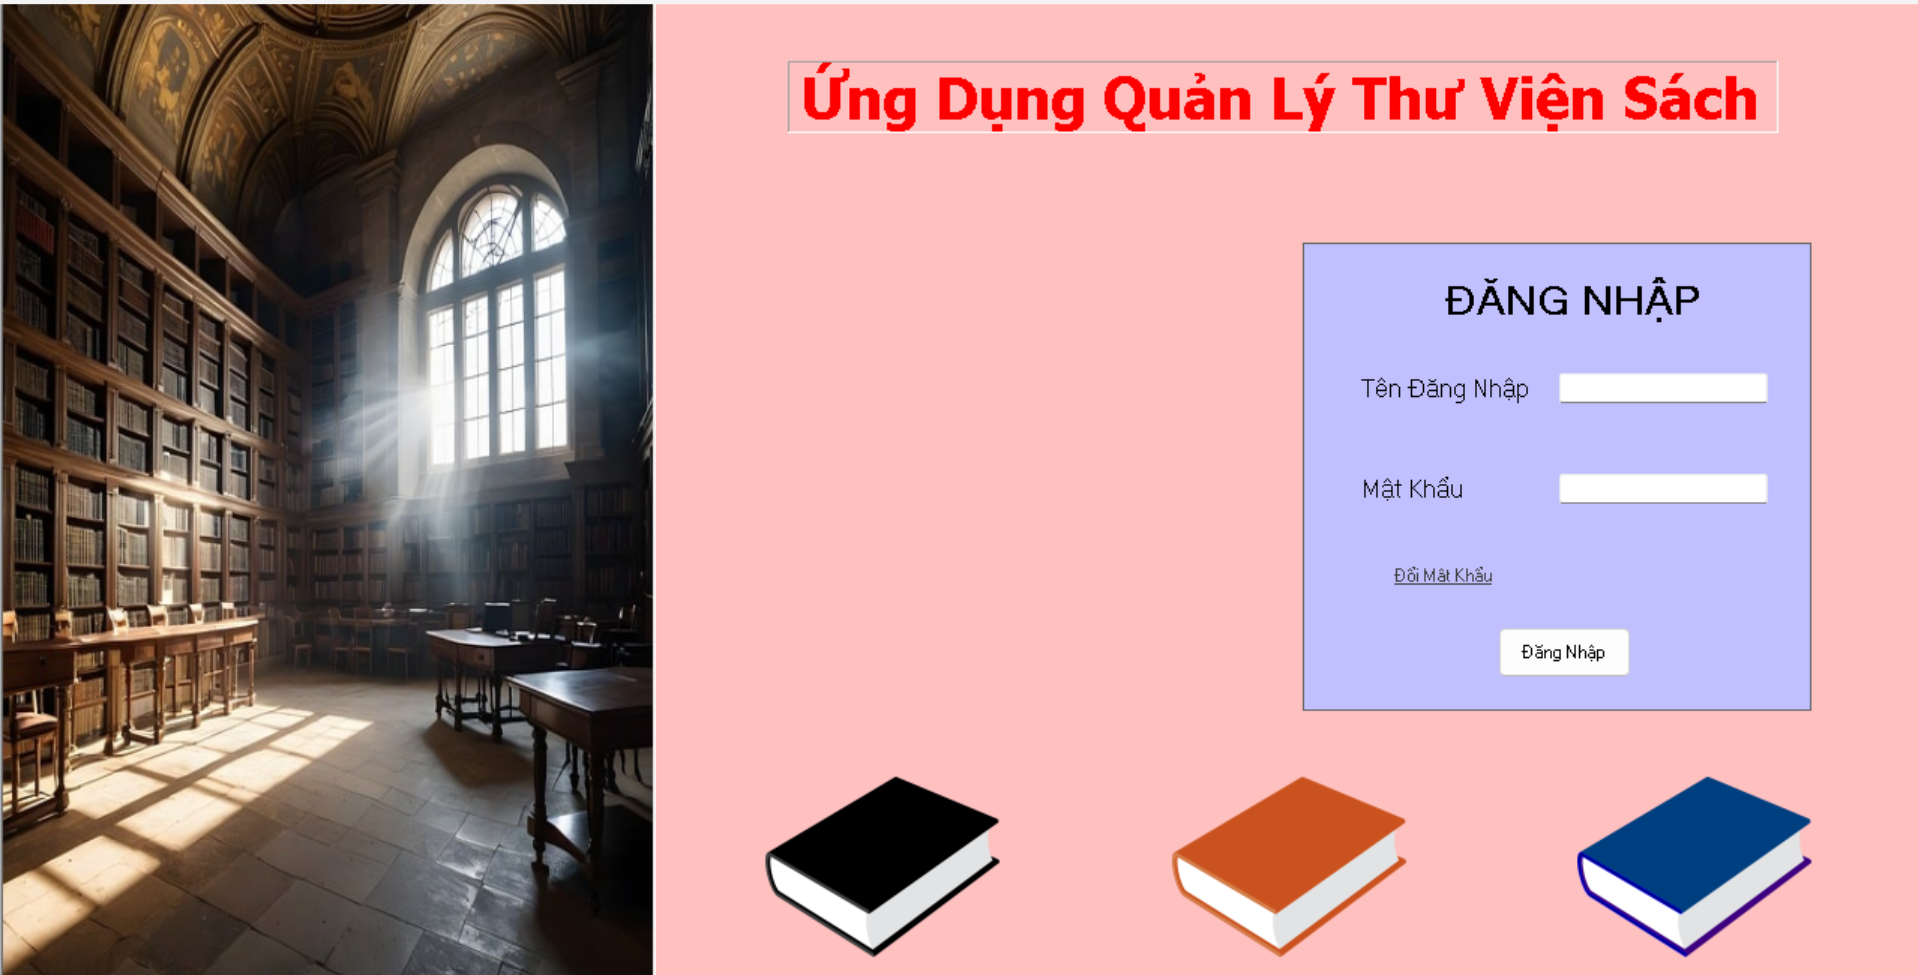 Ứng Dụng Quản Lý Thư Viện Sách
ĐĂNG NHẬP
Tên Đăng Nhập
Mật Khẩu
Đổi Mật Khẩu
Đăng Nhập